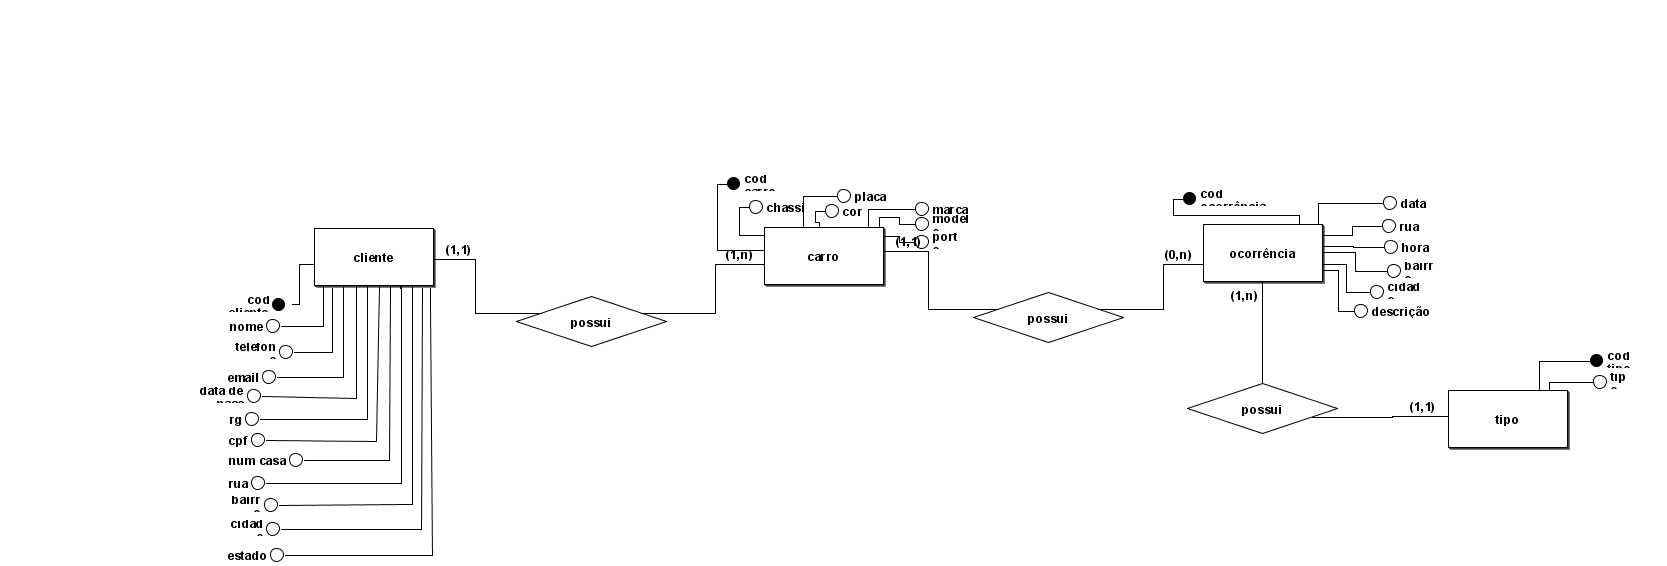 cliente
(1,1)
cod
nome
telefon
email
data de
rg
cpf
num casa
rua
bairr
cidad
estado
possui
(1,n)
cod
chassi
placa
cor
marca
model
port
(1,1)
carro
possui
(0,n)
cod
ocorrência
ocorrência
data
rua
hora
bairr
cidad
descrição
(1,n)
possui
(1,1)
cod
tip
tipo